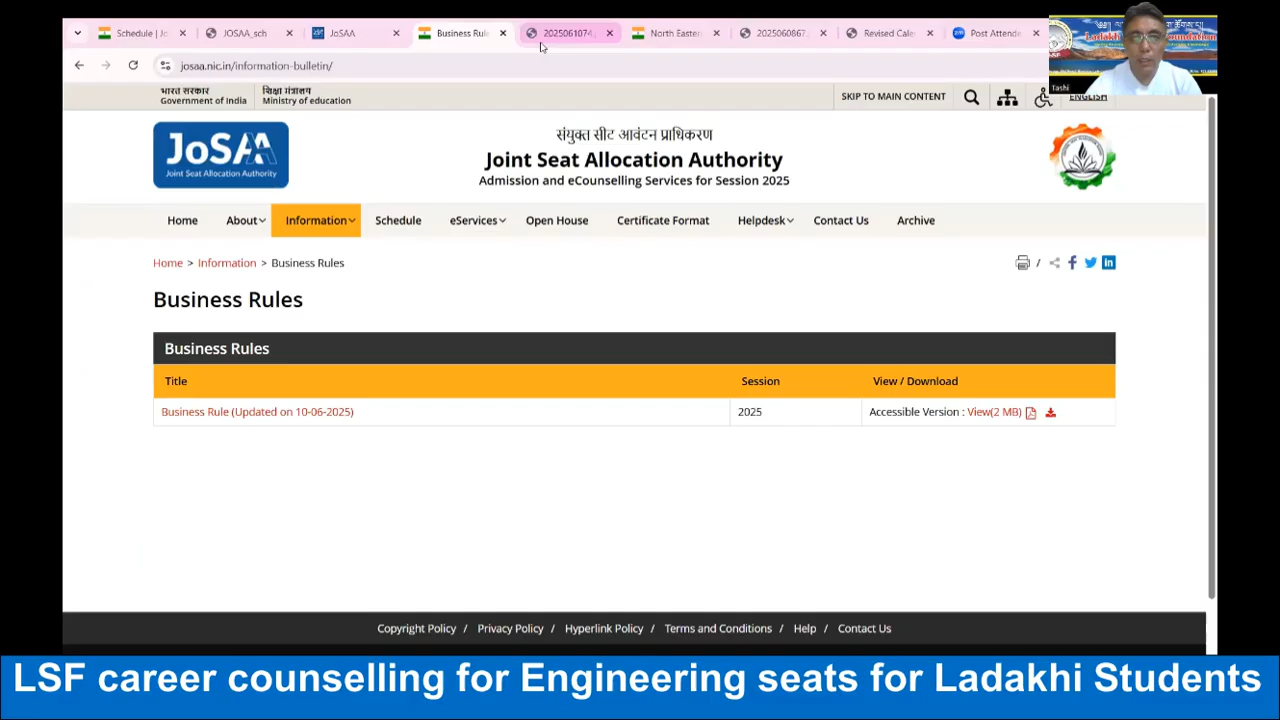 Schedule | Jo
JOSAA_sch
JoSAA
Business Rul
2025061074
North Eastern
2025060867
Revised Cale
Post Attende
josaa.nic.in/information-bulletin/
Tashi
भारत सरकार
Government of India
शिक्षा मंत्रालय
Ministry of education
SKIP TO MAIN CONTENT
ENGLISH
JoSAA
Joint Seat Allocation Authority
संयुक्त सीट आवंटन प्राधिकरण
Joint Seat Allocation Authority
Admission and eCounselling Services for Session 2025
Home About Information Schedule eServices Open House Certificate Format Helpdesk Contact Us Archive
Home > Information > Business Rules
Business Rules
Business Rules
Title Session View / Download
Business Rule (Updated on 10-06-2025) 2025 Accessible Version : View(2 MB)
Copyright Policy / Privacy Policy / Hyperlink Policy / Terms and Conditions / Help / Contact Us
LSF career counselling for Engineering seats for Ladakhi Students